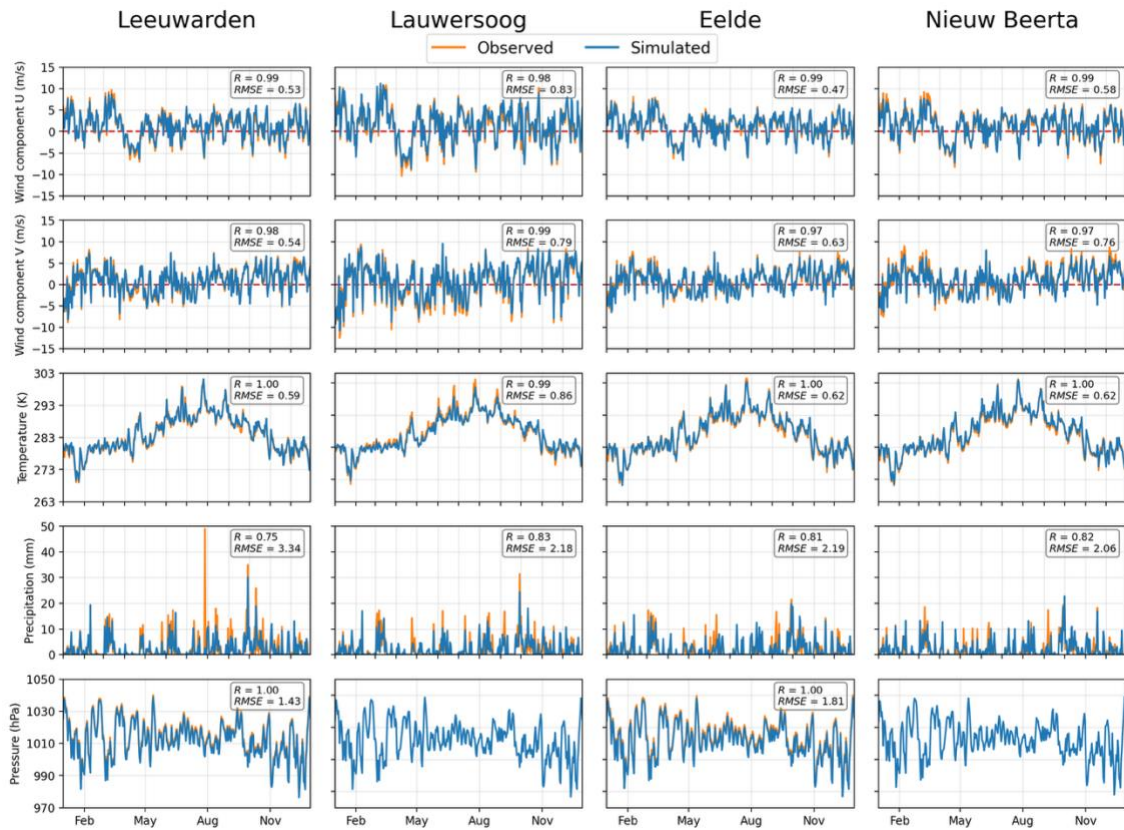 Leeuwarden Lauwersoog Eelde Nieuw Beerta
Observed Simulated
Wind component U (m/s)
15
10
5
0
−5
−10
−15
R = 0.99
RMSE = 0.53
R = 0.98
RMSE = 0.83
R = 0.99
RMSE = 0.47
R = 0.99
RMSE = 0.58
Wind component V (m/s)
15
10
5
0
−5
−10
−15
R = 0.98
RMSE = 0.54
R = 0.99
RMSE = 0.79
R = 0.97
RMSE = 0.63
R = 0.97
RMSE = 0.76
Temperature (K)
303
293
283
273
263
R = 1.00
RMSE = 0.59
R = 0.99
RMSE = 0.86
R = 1.00
RMSE = 0.62
R = 1.00
RMSE = 0.62
Precipitation (mm)
50
40
30
20
10
0
R = 0.75
RMSE = 3.34
R = 0.83
RMSE = 2.18
R = 0.81
RMSE = 2.19
R = 0.82
RMSE = 2.06
Pressure (hPa)
1050
1030
1010
990
970
R = 1.00
RMSE = 1.43
R = 1.00
RMSE = 1.81
Feb May Aug Nov Feb May Aug Nov Feb May Aug Nov Feb May Aug Nov